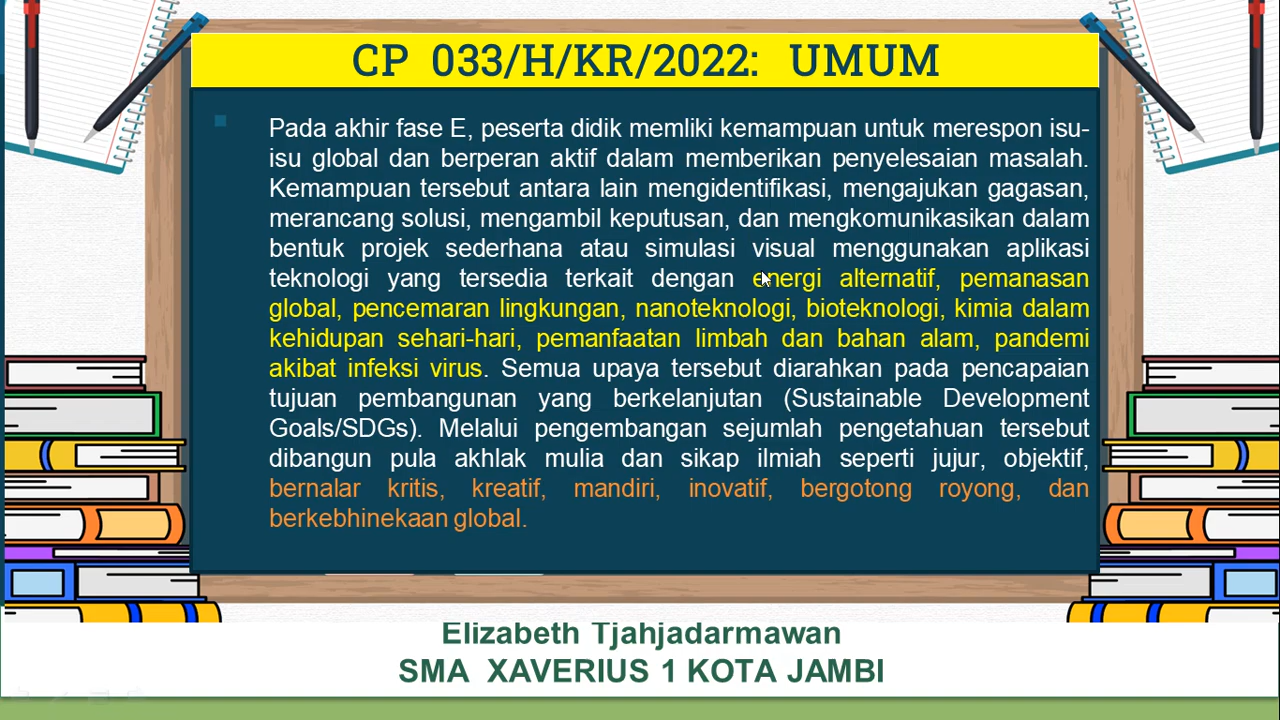 CP 033/H/KR/2022: UMUM
Pada akhir fase E, peserta didik memliki kemampuan untuk merespon isu-
isu global dan berperan aktif dalam memberikan penyelesaian masalah.
Kemampuan tersebut antara lain mengidentifikasi, mengajukan gagasan,
merancang solusi, mengambil keputusan, dan mengkomunikasikan dalam
bentuk projek sederhana atau simulasi visual menggunakan aplikasi
teknologi yang tersedia terkait dengan energi alternatif, pemanasan
global, pencemaran lingkungan, nanoteknologi, bioteknologi, kimia dalam
kehidupan sehari-hari, pemanfaatan limbah dan bahan alam, pandemi
akibat infeksi virus. Semua upaya tersebut diarahkan pada pencapaian
tujuan pembangunan yang berkelanjutan (Sustainable Development
Goals/SDGs). Melalui pengembangan sejumlah pengetahuan tersebut
dibangun pula akhlak mulia dan sikap ilmiah seperti jujur, objektif,
bernalar kritis, kreatif, mandiri, inovatif, bergotong royong, dan
berkebhinekaan global.
Elizabeth Tjahjadarmawan
SMA XAVERIUS 1 KOTA JAMBI